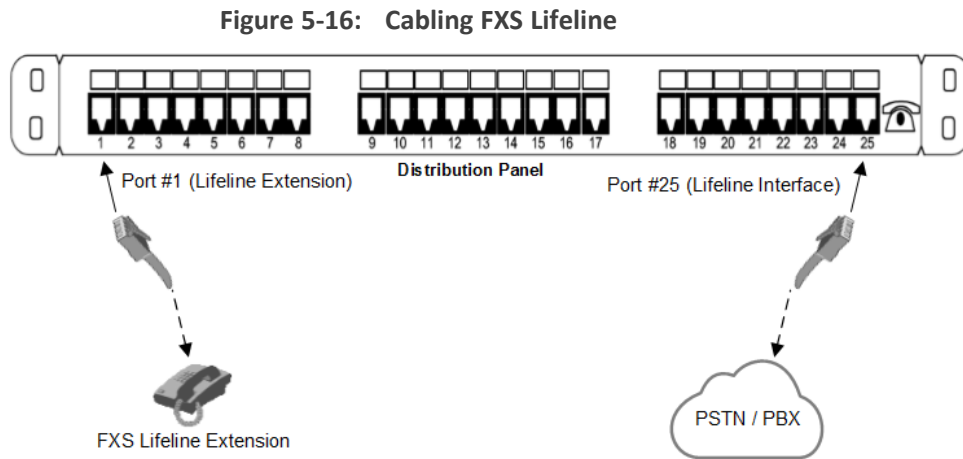 Figure 5-16: Cabling FXS Lifeline
1 2 3 4 5 6 7 8 9 10 11 12 13 14 15 16 17 18 19 20 21 22 23 24 25
Distribution Panel
Port #1 (Lifeline Extension)
Port #25 (Lifeline Interface)
PSTN / PBX
FXS Lifeline Extension